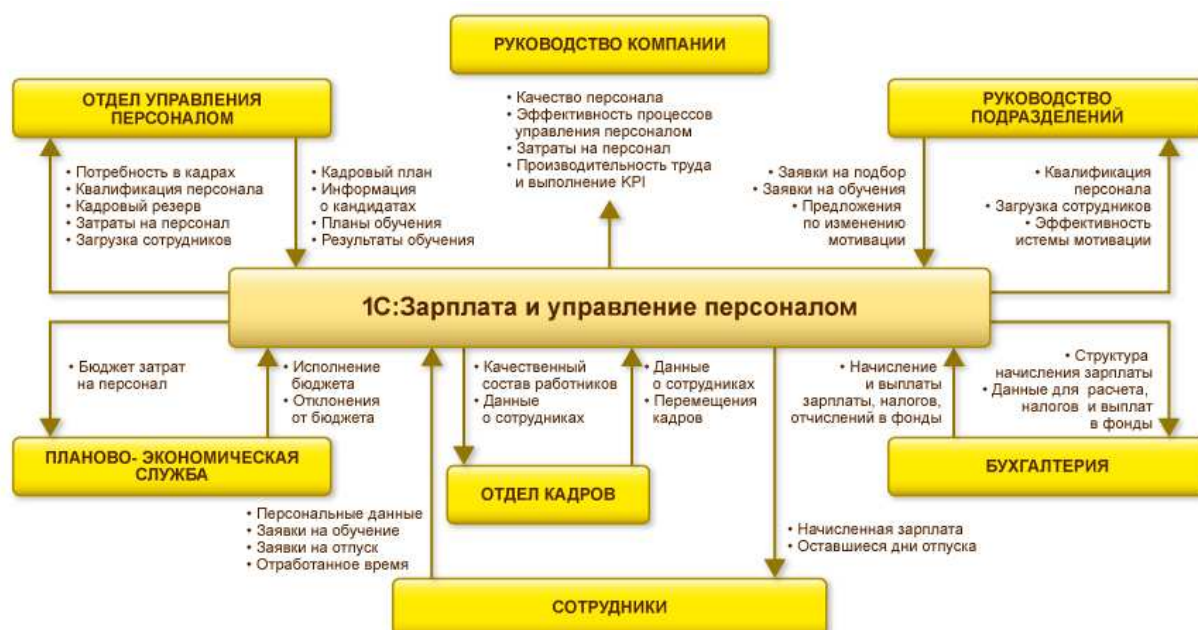 РУКОВОДСТВО КОМПАНИИ
• Качество персонала
• Эффективность процессов
управления персоналом
• Затраты на персонал
• Производительность труда
и выполнение KPI
ОТДЕЛ УПРАВЛЕНИЯ
ПЕРСОНАЛОМ
• Потребность в кадрах
• Квалификация персонала
• Кадровый резерв
• Затраты на персонал
• Загрузка сотрудников
• Кадровый план
• Информация
о кандидатах
• Планы обучения
• Результаты обучения
РУКОВОДСТВО
ПОДРАЗДЕЛЕНИЙ
• Заявки на подбор
• Заявки на обучения
• Предложения
по изменению
мотивации
• Квалификация
персонала
• Загрузка сотрудников
• Эффективность
истемы мотивации
1С:Зарплата и управление персоналом
• Бюджет затрат
на персонал
• Исполнение
бюджета
• Отклонения
от бюджета
ПЛАНОВО- ЭКОНОМИЧЕСКАЯ
СЛУЖБА
• Качественный
состав работников
• Данные
о сотрудниках
• Данные
о сотрудниках
• Перемещения
кадров
ОТДЕЛ КАДРОВ
• Начисление
и выплаты
зарплаты, налогов,
отчислений в фонды
• Структура
начисления зарплаты
• Данные для расчета,
налогов и выплат
в фонды
БУХГАЛТЕРИЯ
• Персональные данные
• Заявки на обучение
• Заявки на отпуск
• Отработанное время
• Начисленная зарплата
• Оставшиеся дни отпуска
СОТРУДНИКИ